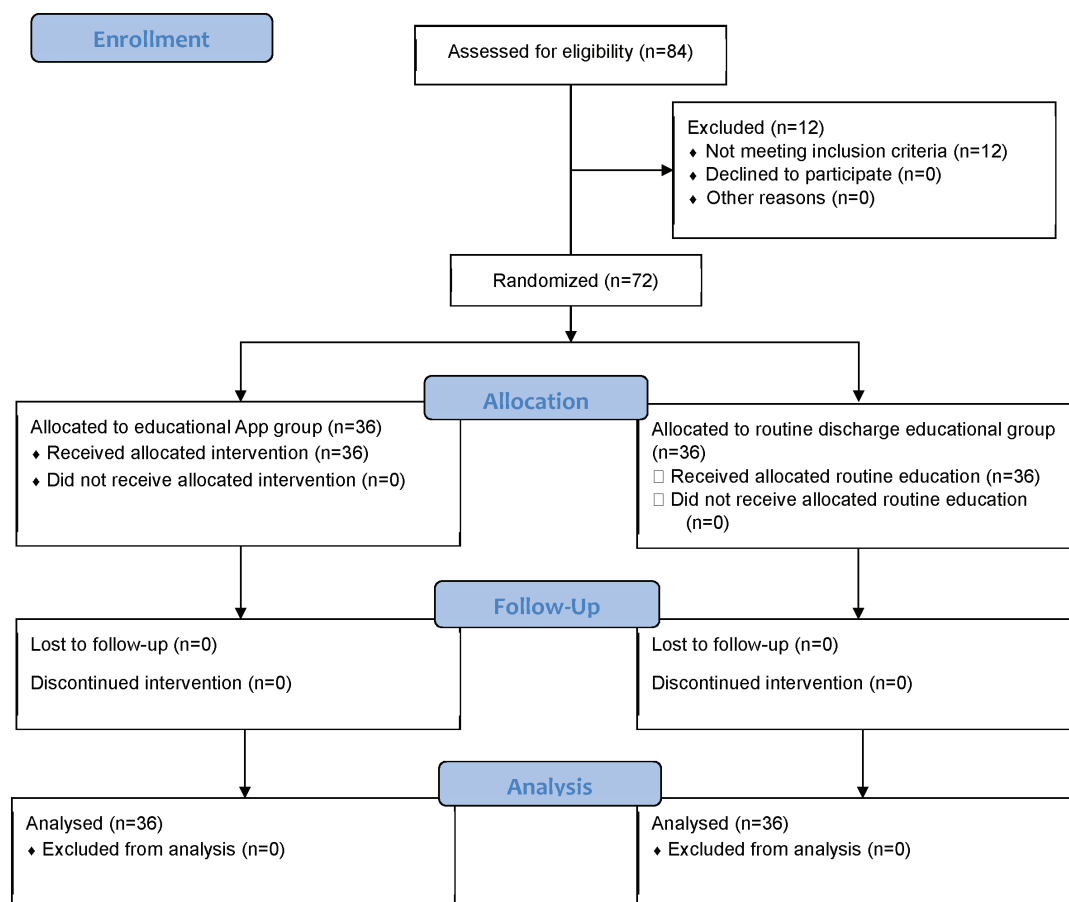 Enrollment
Assessed for eligibility (n=84)
Excluded (n=12)
♦ Not meeting inclusion criteria (n=12)
♦ Declined to participate (n=0)
♦ Other reasons (n=0)
Randomized (n=72)
Allocation
Allocated to educational App group (n=36)
♦ Received allocated intervention (n=36)
♦ Did not receive allocated intervention (n=0)
Allocated to routine discharge educational group
(n=36)
□ Received allocated routine education (n=36)
□ Did not receive allocated routine education
(n=0)
Follow-Up
Lost to follow-up (n=0)
Discontinued intervention (n=0)
Lost to follow-up (n=0)
Discontinued intervention (n=0)
Analysis
Analysed (n=36)
♦ Excluded from analysis (n=0)
Analysed (n=36)
♦ Excluded from analysis (n=0)